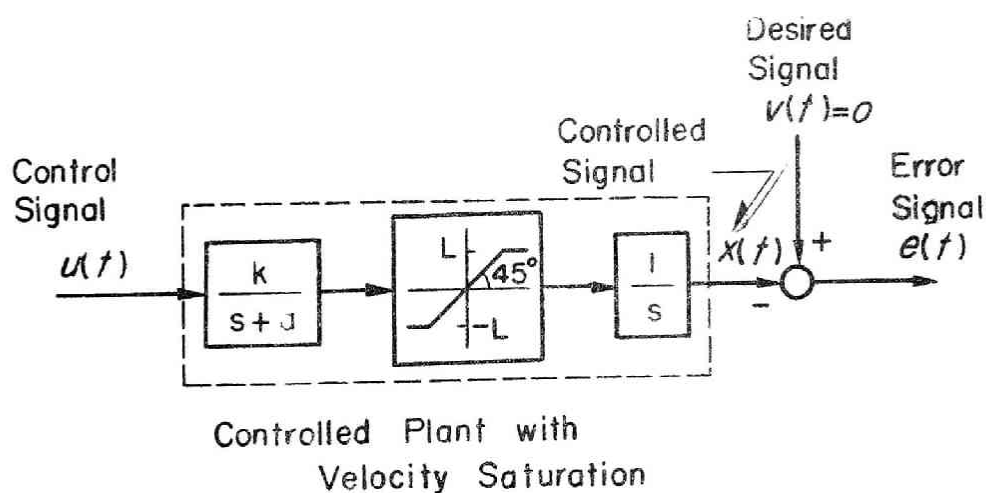 Desired
Signal
v(t)=0
Controlled
Signal
Control
Signal
u(t)
Error
Signal
e(t)
k
s+J
L
45°
-L
1
s
x(t)
+
-
Controlled Plant with
Velocity Saturation